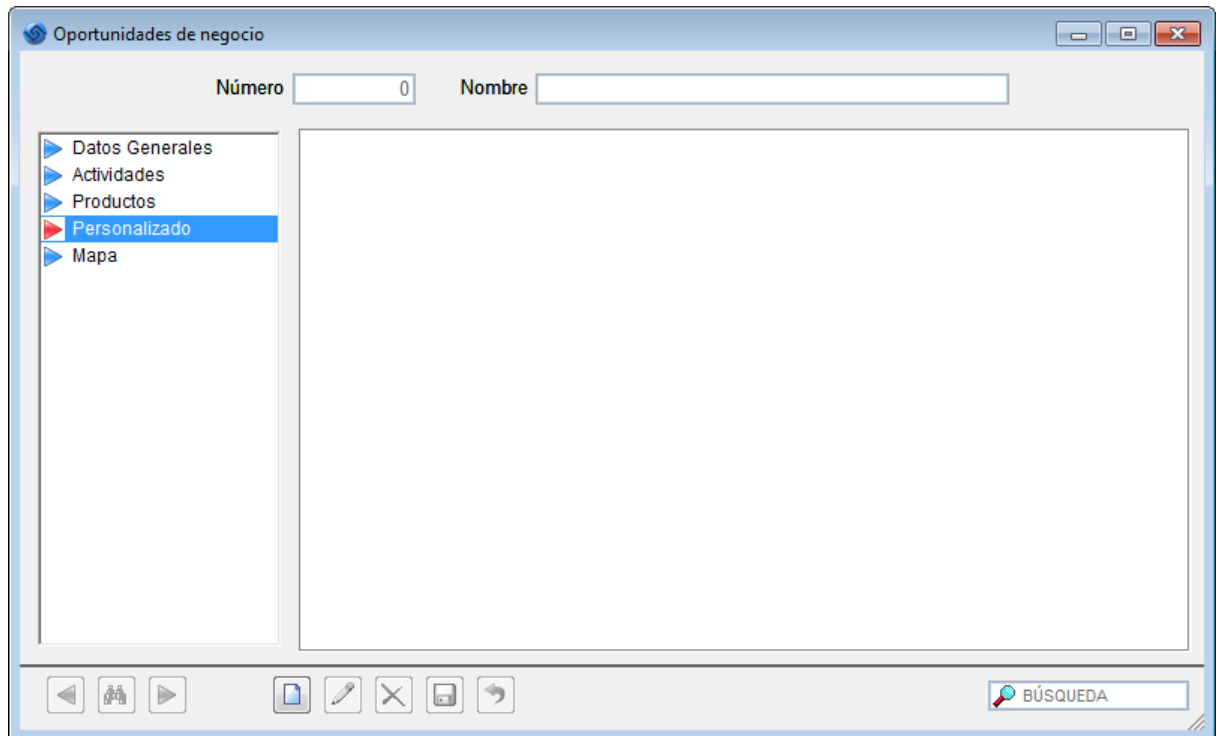 Oportunidades de negocio
Número 0 Nombre
Datos Generales
Actividades
Productos
Personalizado
Mapa
BÚSQUEDA